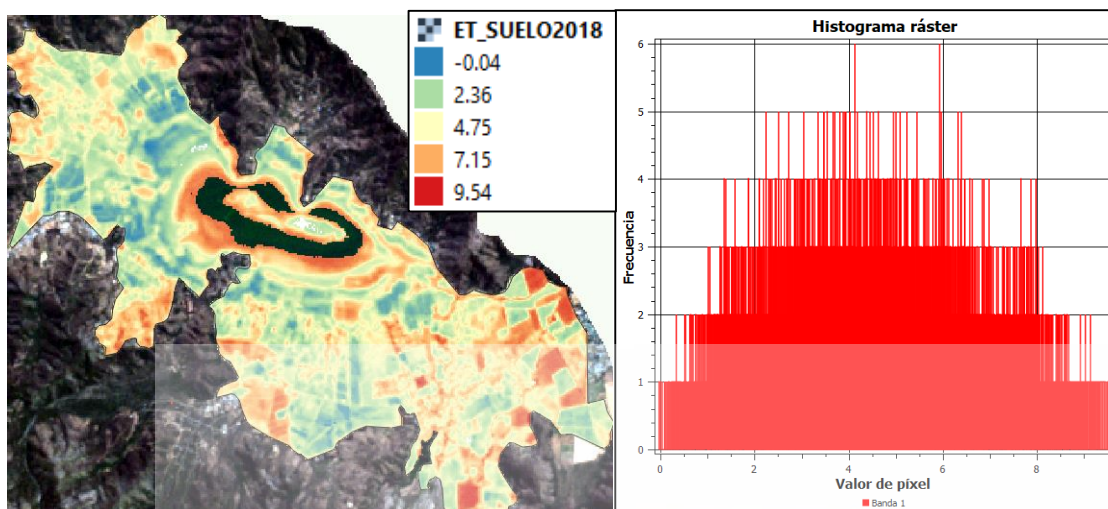 ET_SUELO2018
-0.04
2.36
4.75
7.15
9.54
Histograma ráster
6
5
4
3
2
1
0
Frecuencia
0 2 4 6 8
Valor de píxel
Banda 1